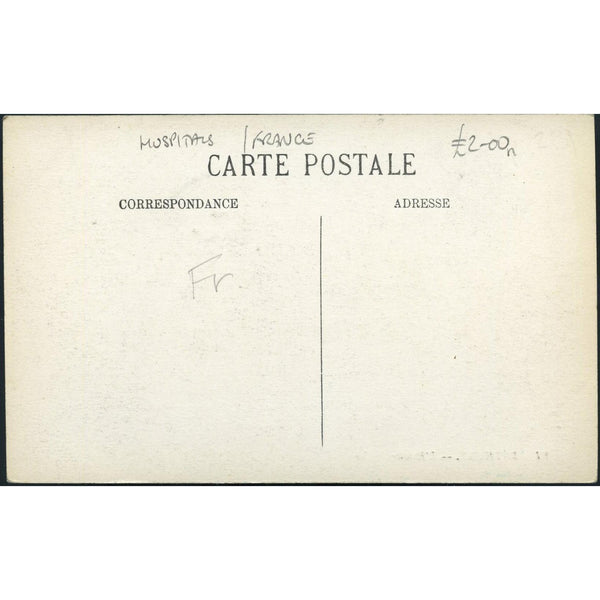 HOSPITALS / FRANCE £2-00
CARTE POSTALE
CORRESPONDANCE ADRESSE
Fr